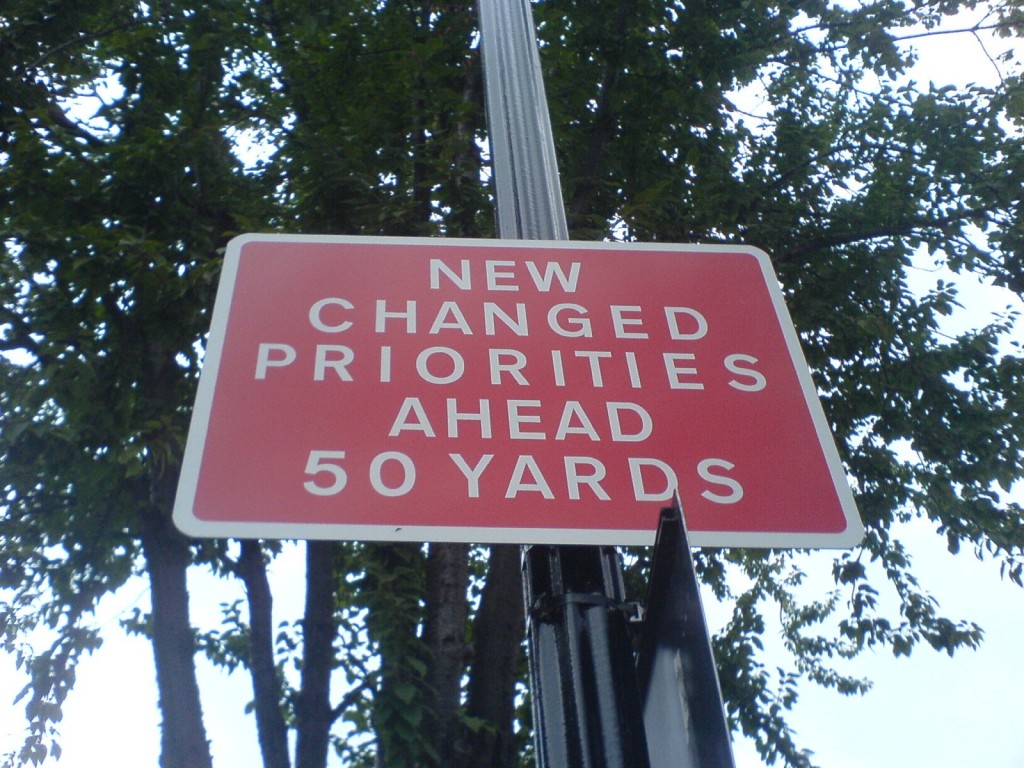 NEW
CHANGED
PRIORITIES
AHEAD
50 YARDS